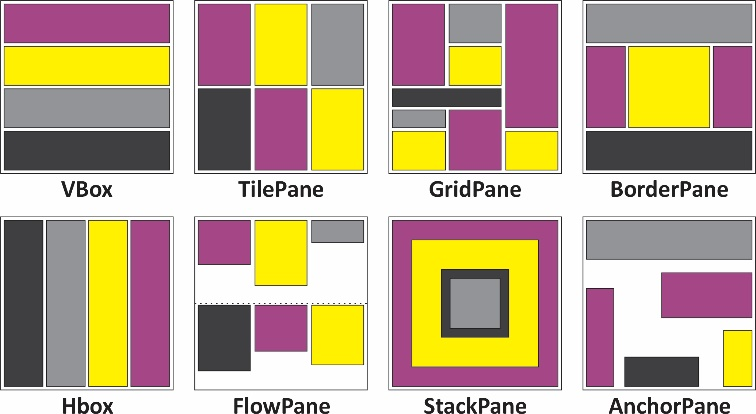 VBox
TilePane
GridPane
BorderPane
Hbox
FlowPane
StackPane
AnchorPane